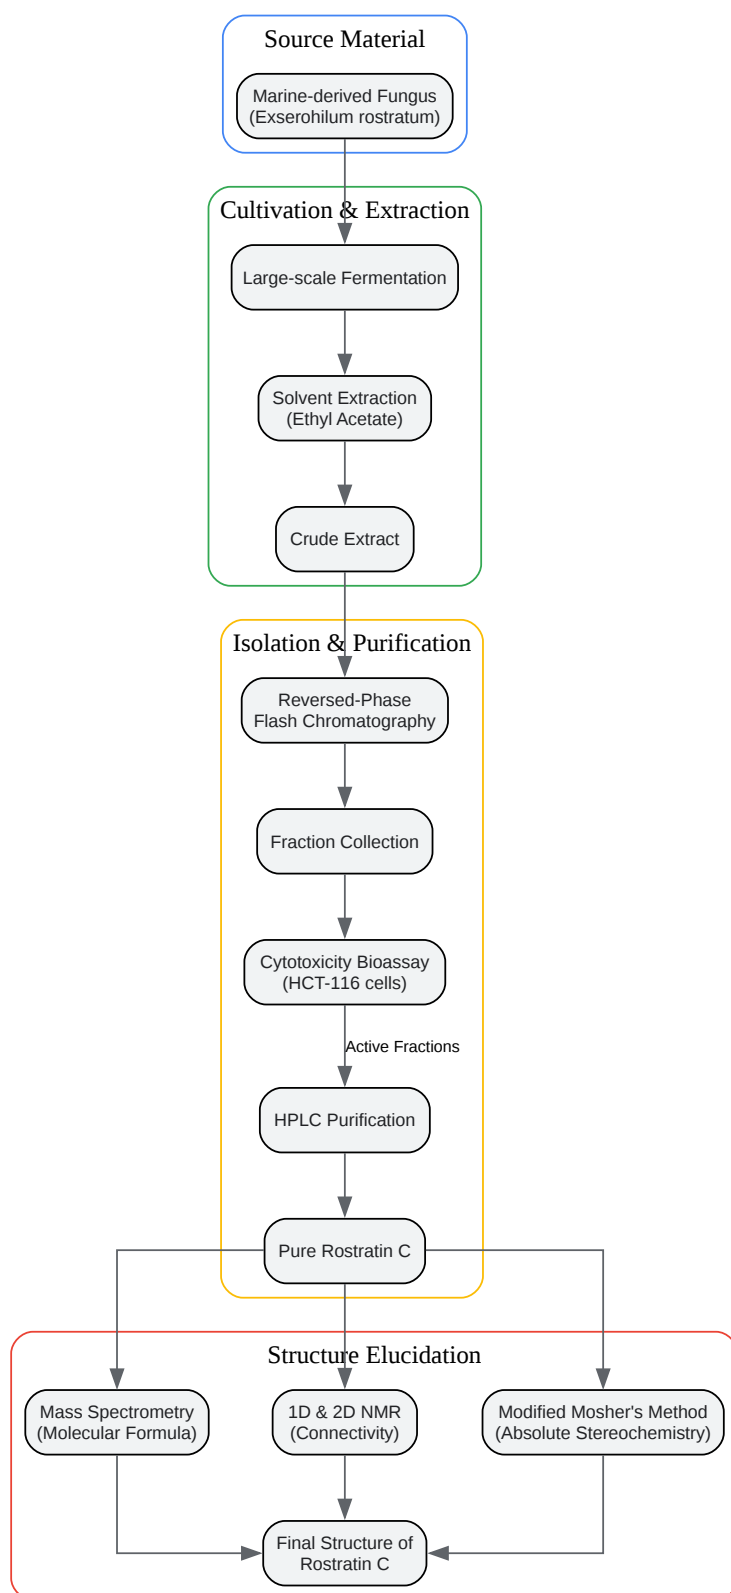 Source Material
Marine-derived Fungus
(Exserohilum rostratum)
Cultivation & Extraction
Large-scale Fermentation
Solvent Extraction
(Ethyl Acetate)
Crude Extract
Isolation & Purification
Reversed-Phase
Flash Chromatography
Fraction Collection
Cytotoxicity Bioassay
(HCT-116 cells)
Active Fractions
HPLC Purification
Pure Rostratin C
Structure Elucidation
Mass Spectrometry
(Molecular Formula)
1D & 2D NMR
(Connectivity)
Modified Mosher's Method
(Absolute Stereochemistry)
Final Structure of
Rostratin C